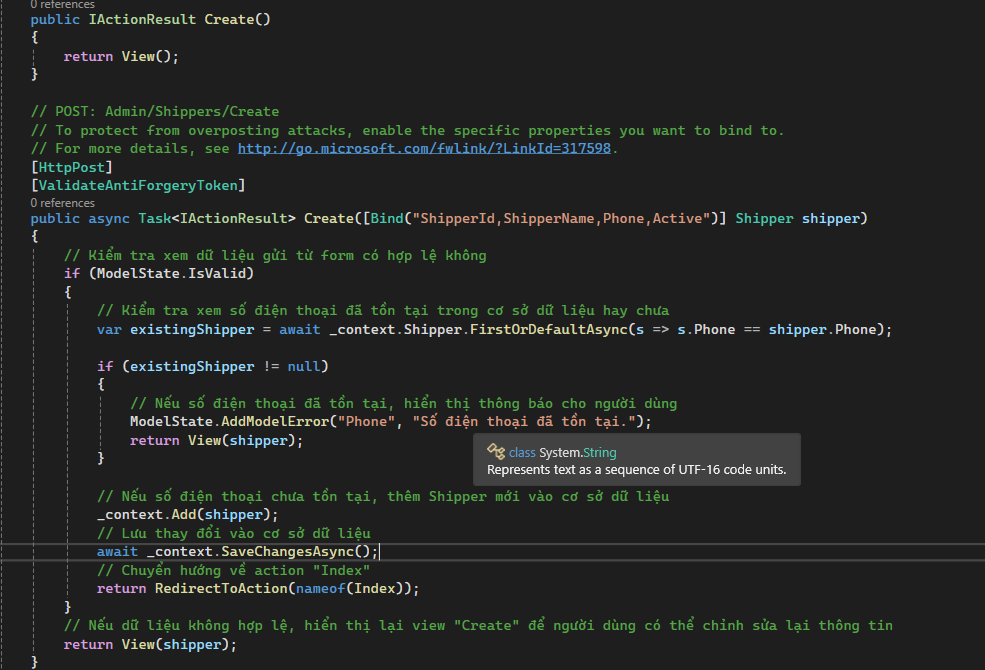 0 references
public IActionResult Create()
{
return View();
}
// POST: Admin/Shippers/Create
// To protect from overposting attacks, enable the specific properties you want to bind to.
// For more details, see http://go.microsoft.com/fwlink/?LinkId=317598.
[HttpPost]
[ValidateAntiForgeryToken]
0 references
public async Task<IActionResult> Create([Bind("ShipperId,ShipperName,Phone,Active")] Shipper shipper)
{
// Kiểm tra xem dữ liệu gửi từ form có hợp lệ không
if (ModelState.IsValid)
{
// Kiểm tra xem số điện thoại đã tồn tại trong cơ sở dữ liệu hay chưa
var existingShipper = await _context.Shipper.FirstOrDefaultAsync(s => s.Phone == shipper.Phone);
if (existingShipper != null)
{
// Nếu số điện thoại đã tồn tại, hiển thị thông báo cho người dùng
ModelState.AddModelError("Phone", "Số điện thoại đã tồn tại.");
return View(shipper);
}
class System.String
Represents text as a sequence of UTF-16 code units.
// Nếu số điện thoại chưa tồn tại, thêm Shipper mới vào cơ sở dữ liệu
_context.Add(shipper);
// Lưu thay đổi vào cơ sở dữ liệu
await _context.SaveChangesAsync();
// Chuyển hướng về action "Index"
return RedirectToAction(nameof(Index));
}
// Nếu dữ liệu không hợp lệ, hiển thị lại view "Create" để người dùng có thể chỉnh sửa lại thông tin
return View(shipper);
}